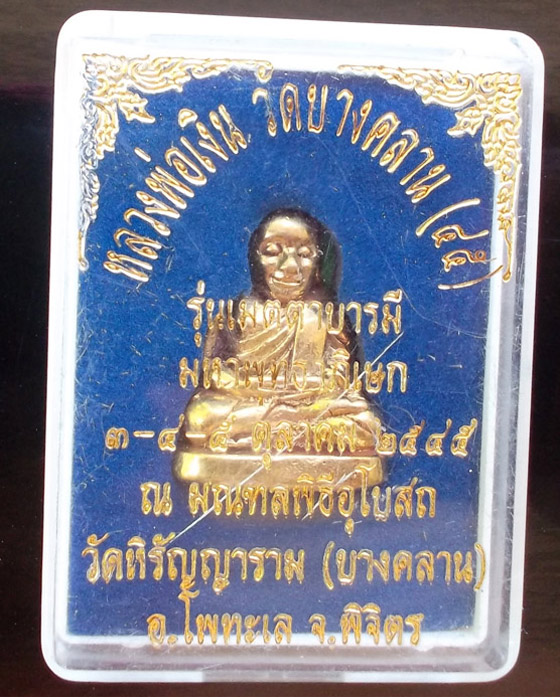 หลวงพ่อเงิน วัดบางคลาน (๔๕)
รุ่นเมตตาบารมี
มหาพุทธาภิเษก
๓-๔-๕ ตุลาคม ๒๕๔๕
ณ มณฑลพิธีอุโบสถ
วัดหิรัญญาราม (บางคลาน)
อ.โพทะเล จ.พิจิตร